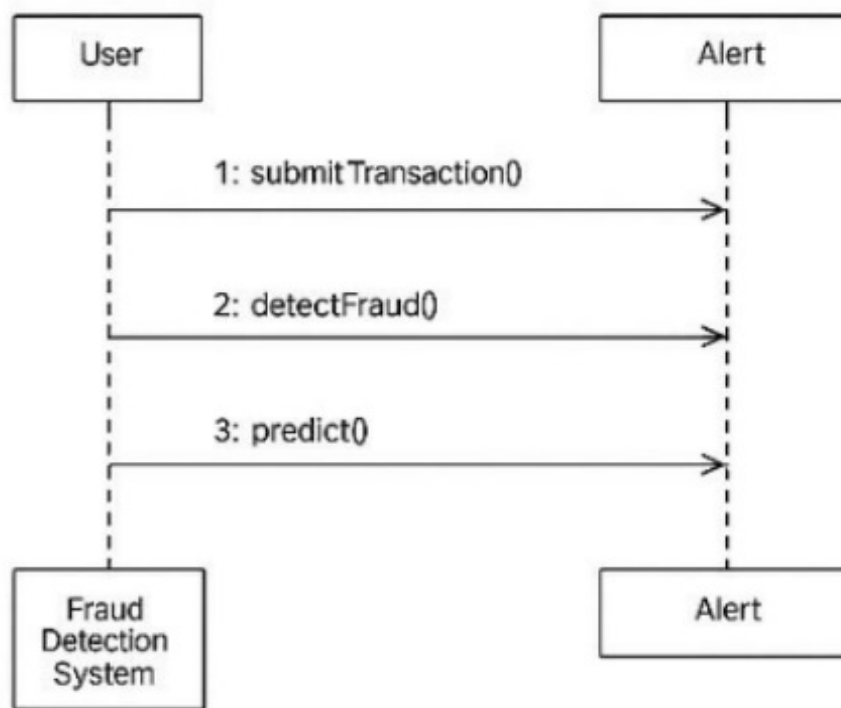 User
Alert
1: submitTransaction()
2: detectFraud()
3: predict()
Fraud
Detection
System
Alert